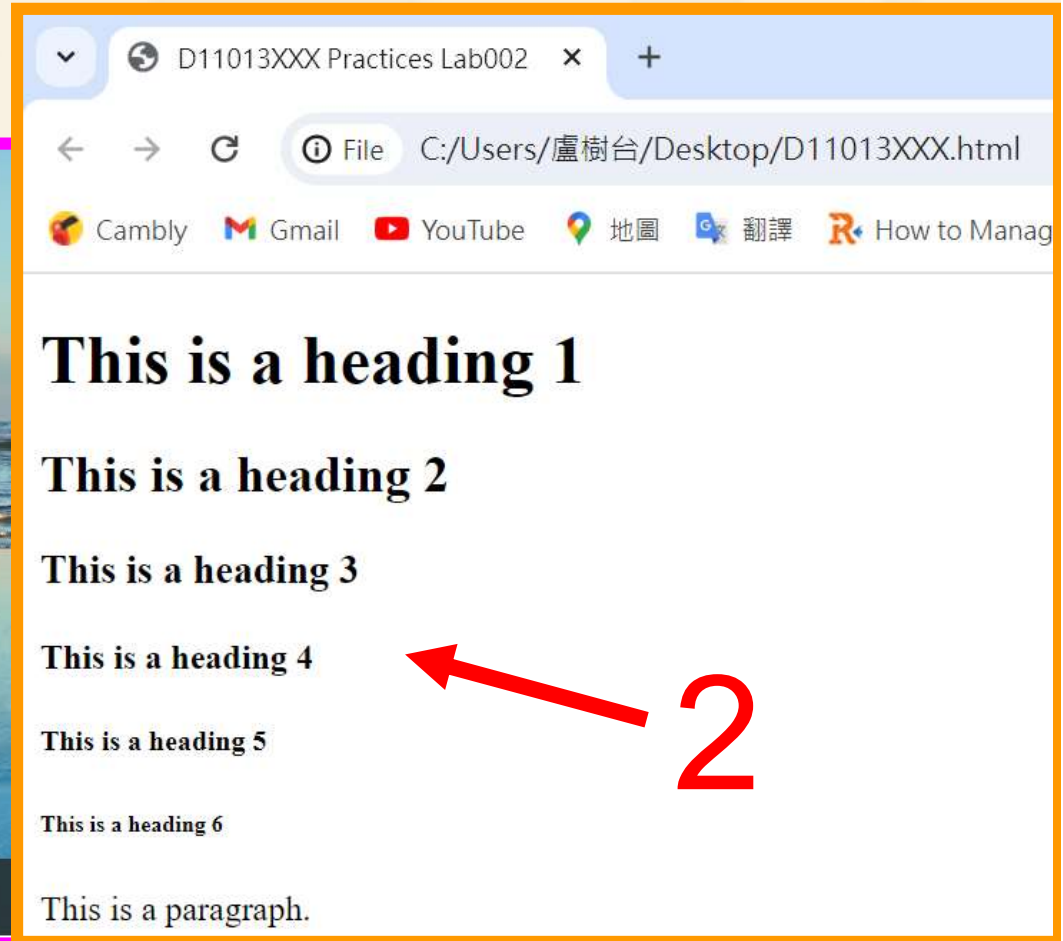 D11013XXX Practices Lab002
File C:/Users/盧樹台/Desktop/D11013XXX.html
Cambly Gmail YouTube 地圖 翻譯 How to Manag
This is a heading 1
This is a heading 2
This is a heading 3
This is a heading 4
2
This is a heading 5
This is a heading 6
This is a paragraph.